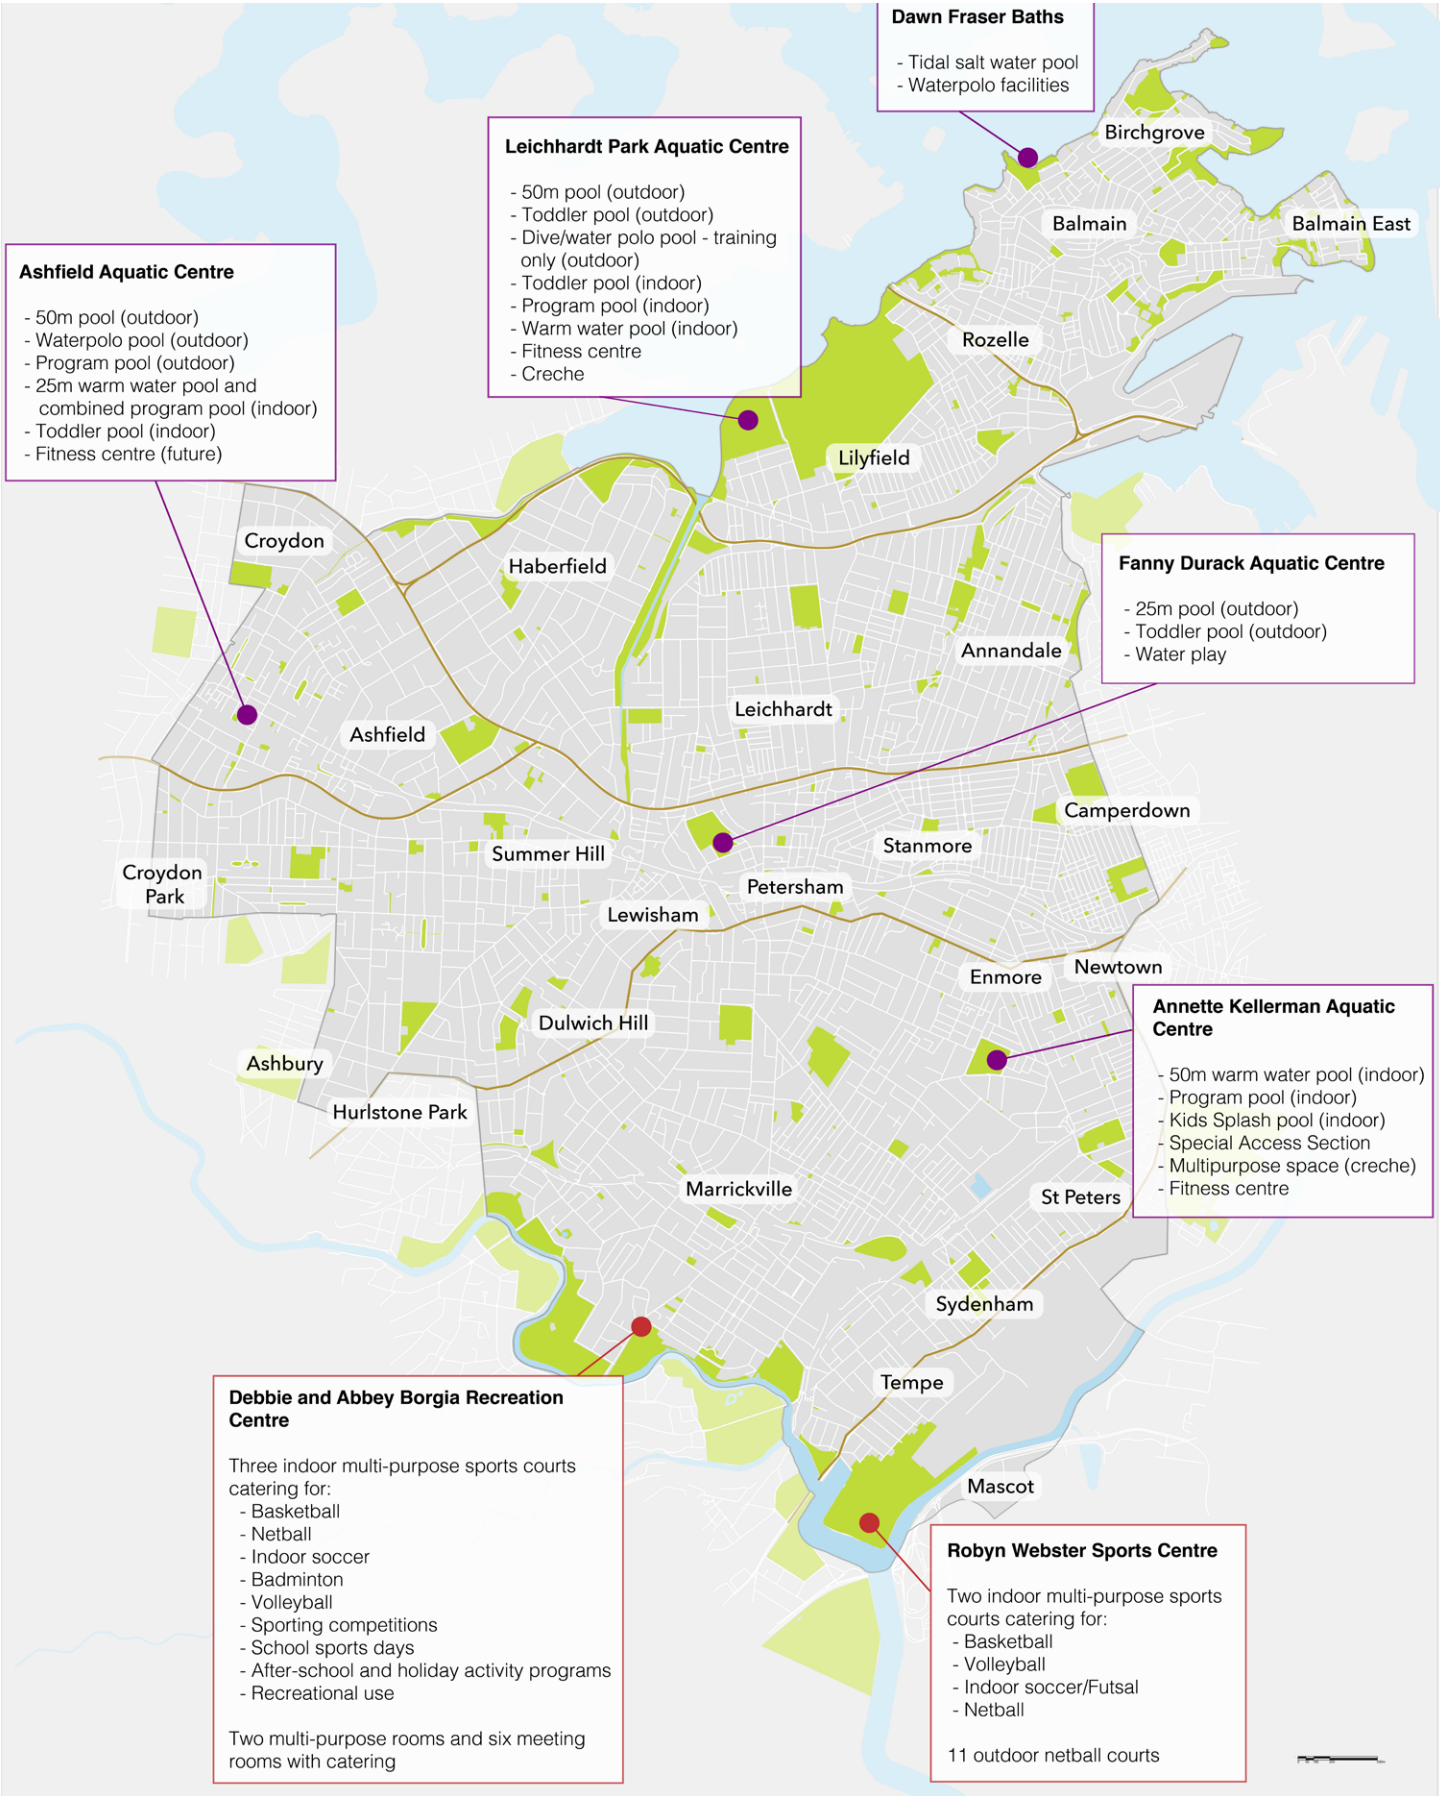 Dawn Fraser Baths
- Tidal salt water pool
- Waterpolo facilities
Birchgrove
Leichhardt Park Aquatic Centre
- 50m pool (outdoor)
- Toddler pool (outdoor)
- Dive/water polo pool - training
only (outdoor)
- Toddler pool (indoor)
- Program pool (indoor)
- Warm water pool (indoor)
- Fitness centre
- Creche
Balmain
Balmain East
Ashfield Aquatic Centre
- 50m pool (outdoor)
- Waterpolo pool (outdoor)
- Program pool (outdoor)
- 25m warm water pool and
combined program pool (indoor)
- Toddler pool (indoor)
- Fitness centre (future)
Rozelle
Lilyfield
Croydon
Haberfield
Fanny Durack Aquatic Centre
- 25m pool (outdoor)
- Toddler pool (outdoor)
- Water play
Annandale
Leichhardt
Ashfield
Camperdown
Summer Hill
Stanmore
Croydon
Park
Petersham
Lewisham
Enmore
Newtown
Annette Kellerman Aquatic
Centre
- 50m warm water pool (indoor)
- Program pool (indoor)
- Kids Splash pool (indoor)
- Special Access Section
- Multipurpose space (creche)
- Fitness centre
Dulwich Hill
Ashbury
Hurlstone Park
Marrickville
St Peters
Sydenham
Tempe
Debbie and Abbey Borgia Recreation
Centre
Three indoor multi-purpose sports courts
catering for:
- Basketball
- Netball
- Indoor soccer
- Badminton
- Volleyball
- Sporting competitions
- School sports days
- After-school and holiday activity programs
- Recreational use
Two multi-purpose rooms and six meeting
rooms with catering
Mascot
Robyn Webster Sports Centre
Two indoor multi-purpose sports
courts catering for:
- Basketball
- Volleyball
- Indoor soccer/Futsal
- Netball
11 outdoor netball courts